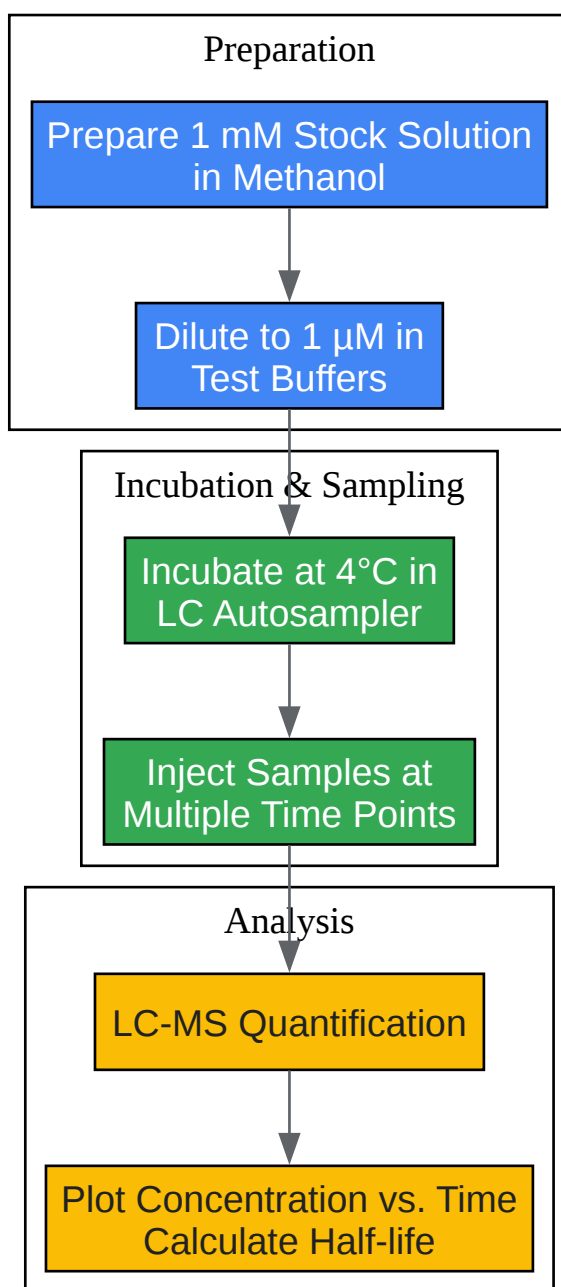 Preparation
Prepare 1 mM Stock Solution
in Methanol
Dilute to 1 µM in
Test Buffers
Incubation & Sampling
Incubate at 4°C in
LC Autosampler
Inject Samples at
Multiple Time Points
Analysis
LC-MS Quantification
Plot Concentration vs. Time
Calculate Half-life